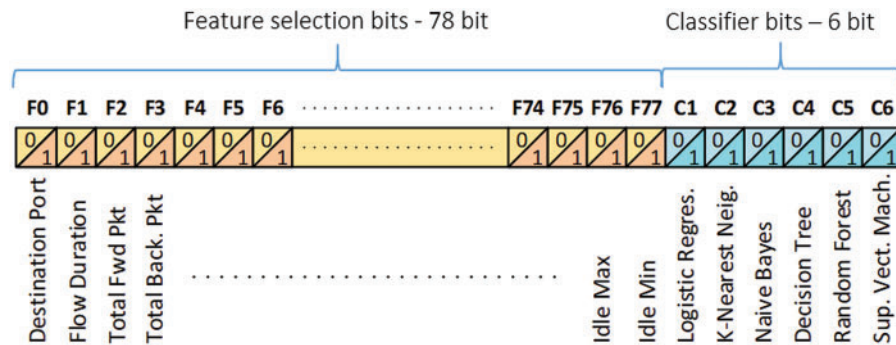 Feature selection bits - 78 bit
Classifier bits – 6 bit
F0 F1 F2 F3 F4 F5 F6 F74 F75 F76 F77 C1 C2 C3 C4 C5 C6
0 0 0 0 0 0 0 0 0 0 0 0 0 0 0 0 0
1 1 1 1 1 1 1 1 1 1 1 1 1 1 1 1 1
Destination Port
Flow Duration
Total Fwd Pkt
Total Back. Pkt
Idle Max
Idle Min
Logistic Regres.
K-Nearest Neig.
Naive Bayes
Decision Tree
Random Forest
Sup. Vect. Mach.